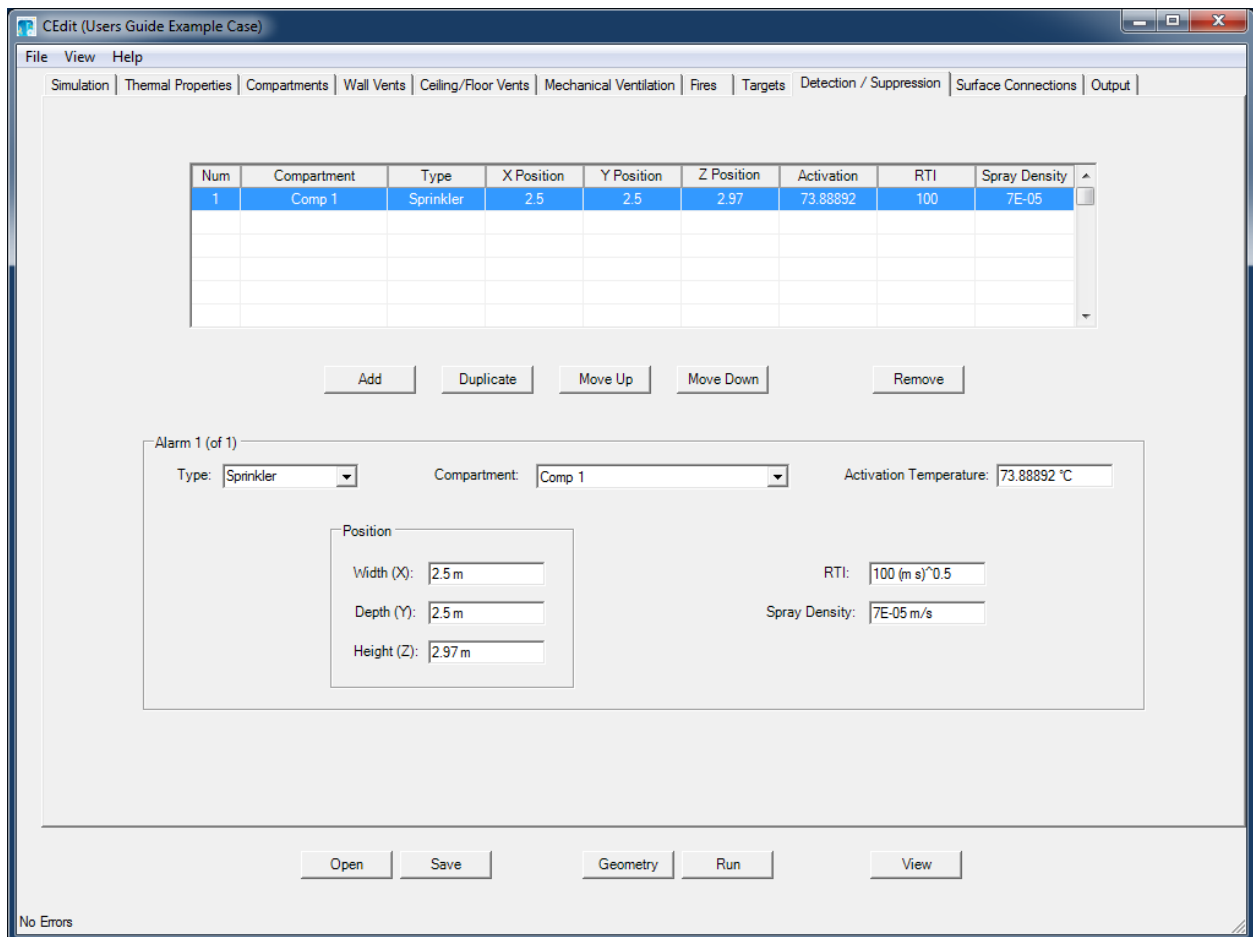 CEdit (Users Guide Example Case)
File View Help
Simulation Thermal Properties Compartments Wall Vents Ceiling/Floor Vents Mechanical Ventilation Fires Targets Detection / Suppression Surface Connections Output
Num Compartment Type X Position Y Position Z Position Activation RTI Spray Density
1 Comp 1 Sprinkler 2.5 2.5 2.97 73.88892 100 7E-05
Add Duplicate Move Up Move Down Remove
Alarm 1 (of 1)
Type: Sprinkler Compartment: Comp 1 Activation Temperature: 73.88892 °C
Position
Width (X): 2.5 m RTI: 100 (m s)^0.5
Depth (Y): 2.5 m Spray Density: 7E-05 m/s
Height (Z): 2.97 m
Open Save Geometry Run View
No Errors